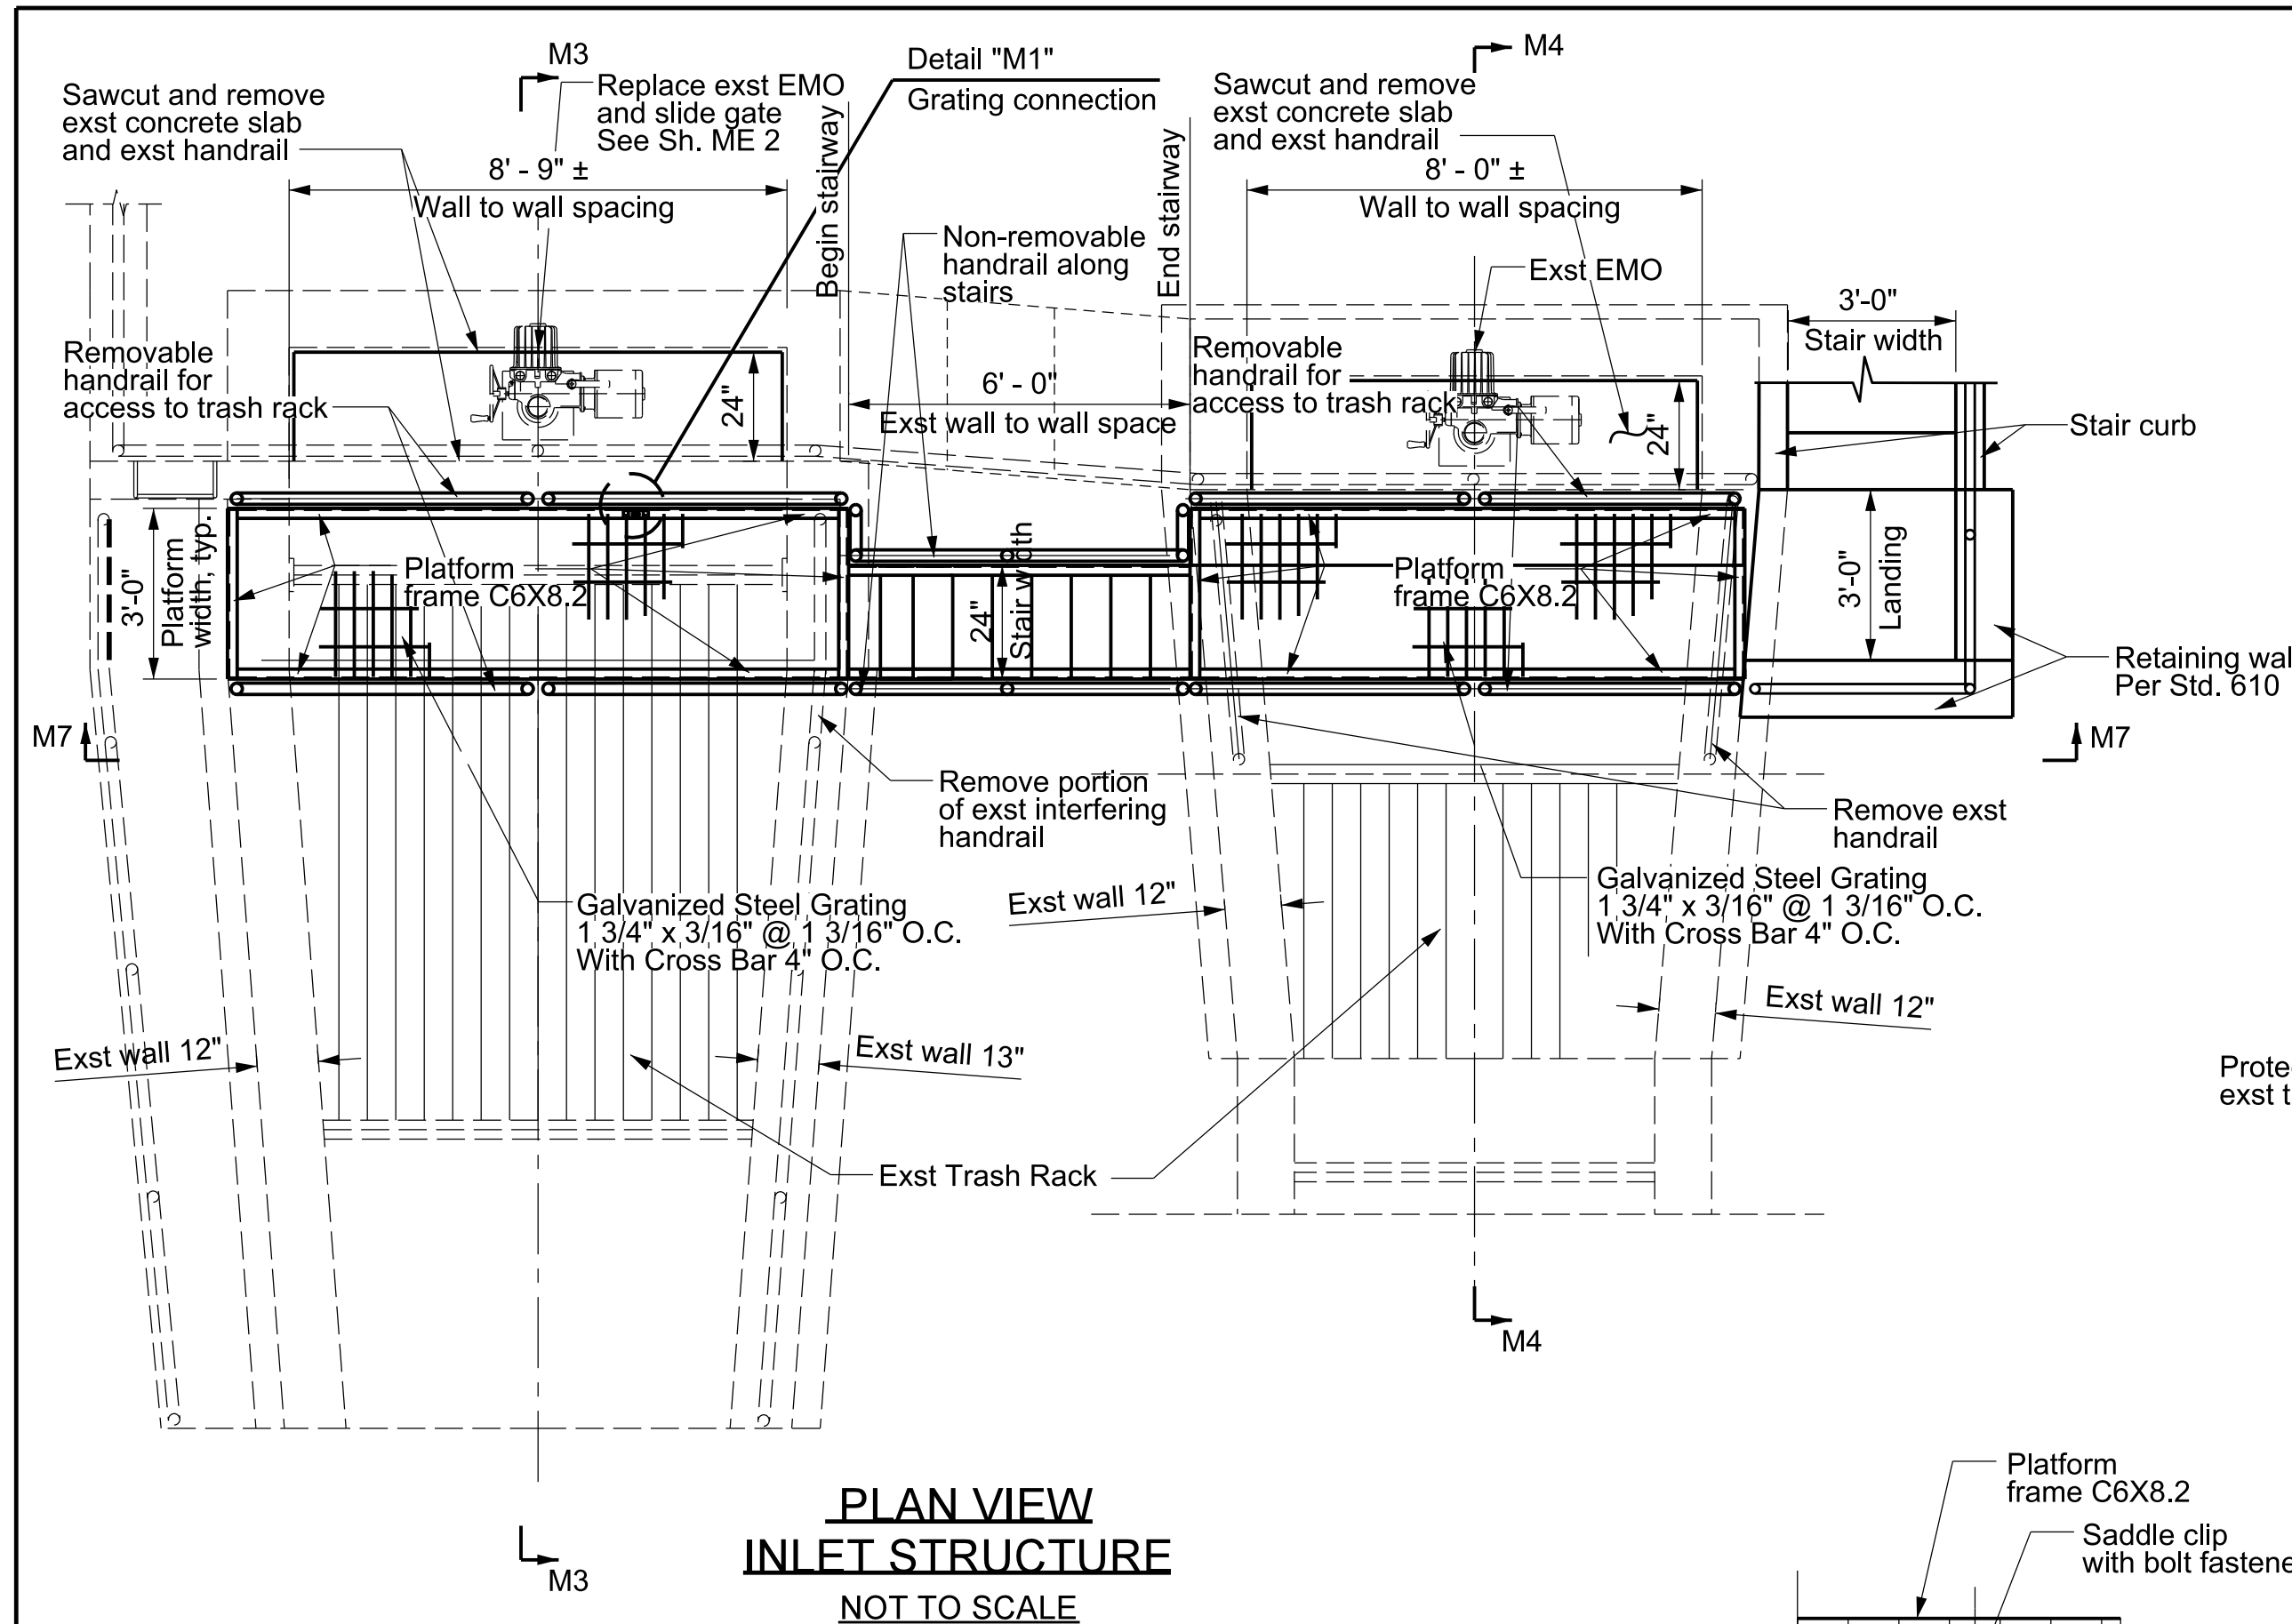 M3
Detail "M1"
Grating connection
M4
Sawcut and remove
exst concrete slab
and exst handrail
Replace exst EMO
and slide gate
See Sh. ME 2
Sawcut and remove
exst concrete slab
and exst handrail
8' - 9" ±
Wall to wall spacing
Begin stairway
End stairway
8' - 0" ±
Wall to wall spacing
Non-removable
handrail along
stairs
Exst EMO
3'-0"
Stair width
Removable
handrail for
access to trash rack
24"
6' - 0"
Exst wall to wall space
Removable
handrail for
access to trash rack
24"
Stair curb
3'-0"
Platform
width, typ.
Platform
frame C6X8.2
24"
Stair width
Platform
frame C6X8.2
3'-0"
Landing
Retaining wal
Per Std. 610
M7
M7
Remove portion
of exst interfering
handrail
Remove exst
handrail
Galvanized Steel Grating
1 3/4" x 3/16" @ 1 3/16" O.C.
With Cross Bar 4" O.C.
Exst wall 12"
Galvanized Steel Grating
1 3/4" x 3/16" @ 1 3/16" O.C.
With Cross Bar 4" O.C.
Exst wall 12"
Exst wall 12"
Exst wall 13"
Prote
exst t
Exst Trash Rack
M4
Platform
frame C6X8.2
Saddle clip
with bolt fastene
PLAN VIEW
INLET STRUCTURE
NOT TO SCALE
M3